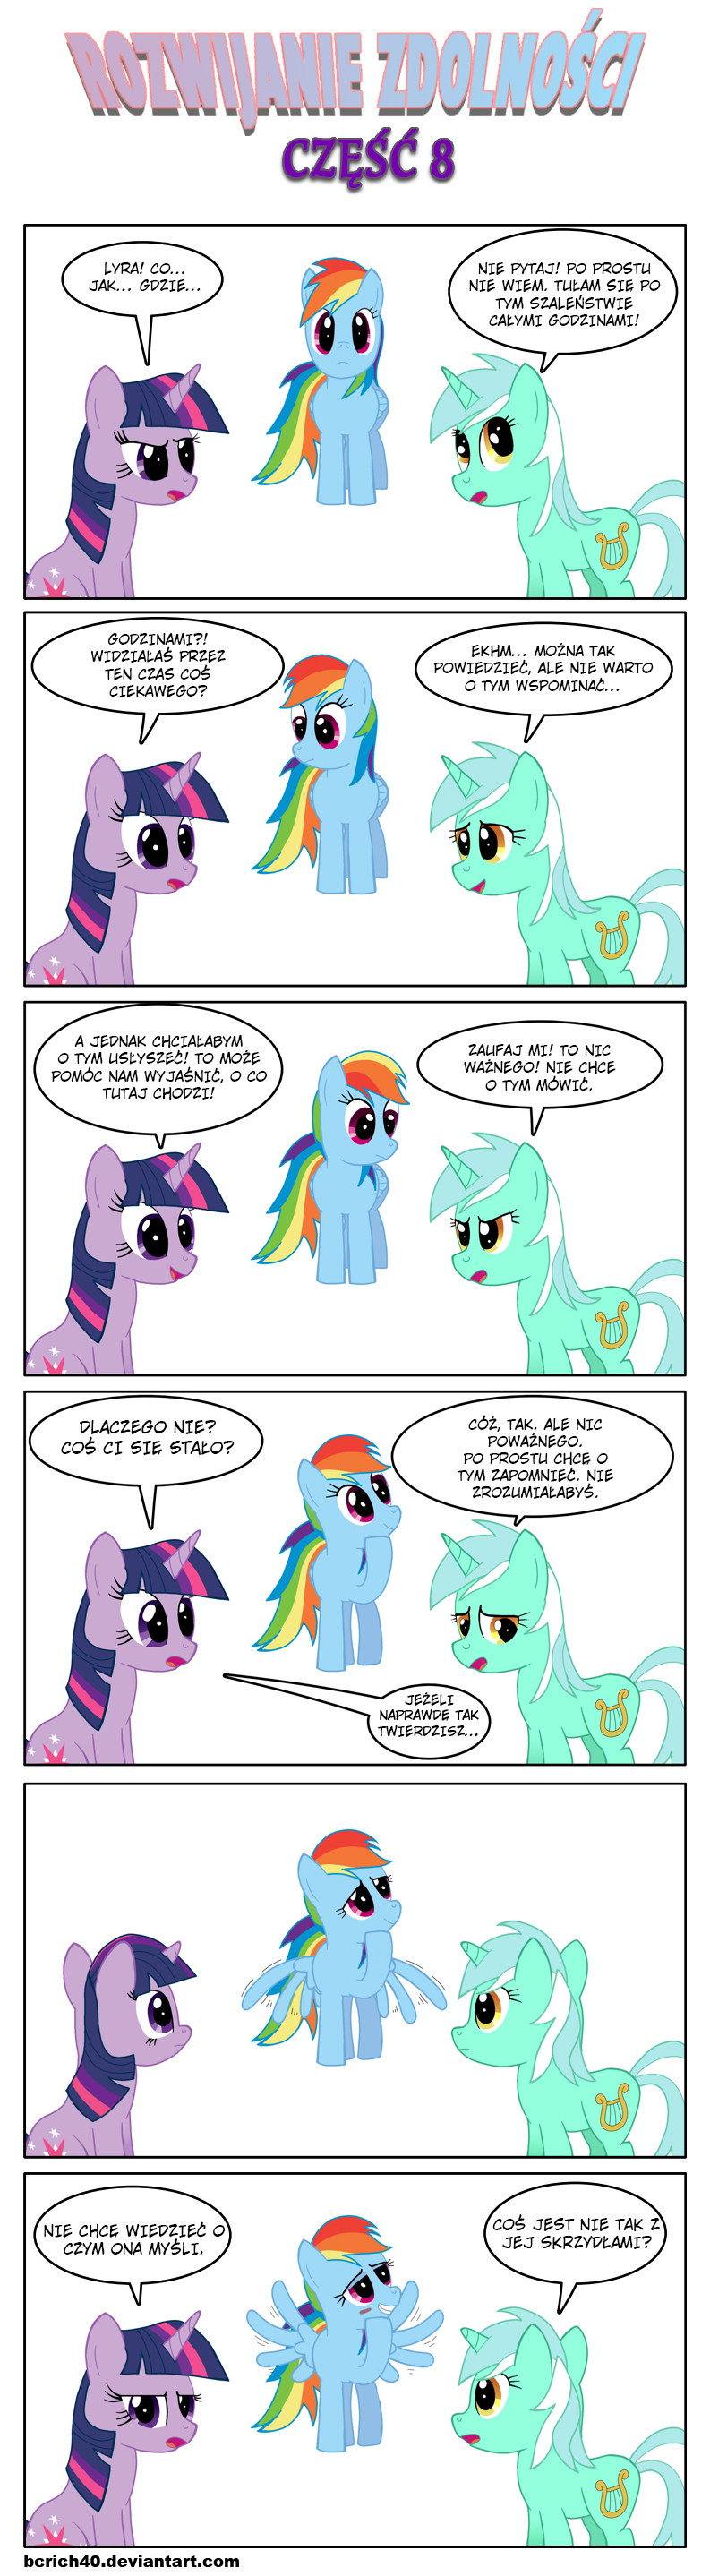 ROZWIJANIE ZDOLNOŚCI
CZĘŚĆ 8
LYRA! CO...
JAK... GDZIE...
NIE PYTAJ! PO PROSTU
NIE WIEM. TUŁAM SIĘ PO
TYM SZALEŃSTWIE
CAŁYMI GODZINAMI!
GODZINAMI?!
WIDZIAŁAŚ PRZEZ
TEN CZAS COŚ
CIEKAWEGO?
EKHM... MOŻNA TAK
POWIEDZIEĆ, ALE NIE WARTO
O TYM WSPOMINAĆ...
A JEDNAK CHCIAŁABYM
O TYM USŁYSZEĆ! TO MOŻE
POMÓC NAM WYJAŚNIĆ, O CO
TUTAJ CHODZI!
ZAUFAJ MI! TO NIC
WAŻNEGO! NIE CHCE
O TYM MÓWIĆ.
DLACZEGO NIE?
COŚ CI SIĘ STAŁO?
CÓŻ, TAK. ALE NIC
POWAŻNEGO.
PO PROSTU CHCĘ O
TYM ZAPOMNIEĆ. NIE
ZROZUMIAŁABYŚ.
JEŻELI
NAPRAWDĘ TAK
TWIERDZISZ...
NIE CHCĘ WIEDZIEĆ O
CZYM ONA MYŚLI.
COŚ JEST NIE TAK Z
JEJ SKRZYDŁAMI?
bcrich40.deviantart.com